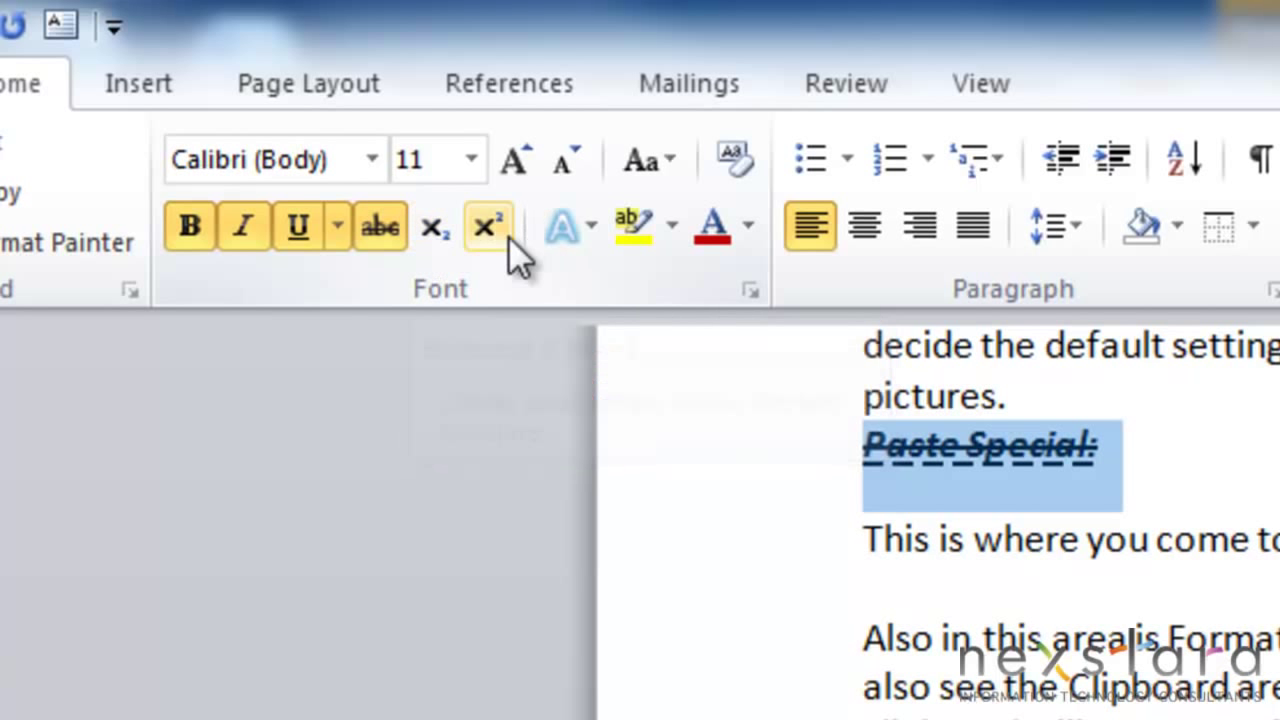 ome Insert Page Layout References Mailings Review View
Calibri (Body) 11 A A Aa
py
B I U abc x₂ x² A ab A
mat Painter
d Font Paragraph
decide the default setting
pictures.
Paste Special:
This is where you come to
Also in this area is Format
also see the Clipboard are
nexstara
INFORMATION TECHNOLOGY CONSULTANTS